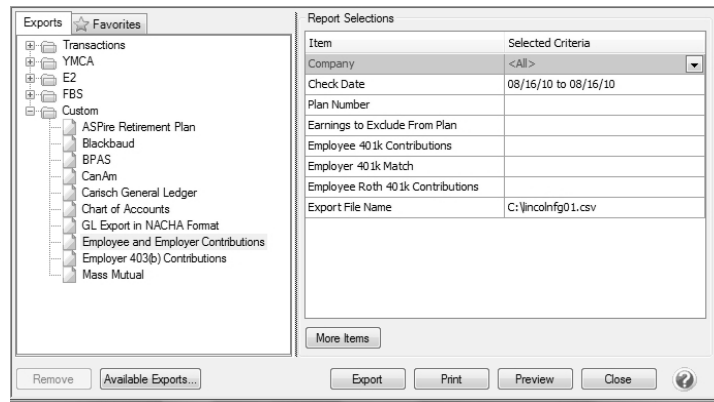 Exports
Favorites
Transactions
YMCA
E2
FBS
Custom
ASPire Retirement Plan
Blackbaud
BPAS
CanAm
Carisch General Ledger
Chart of Accounts
GL Export in NACHA Format
Employee and Employer Contributions
Employer 403(b) Contributions
Mass Mutual
Remove
Available Exports...
Report Selections
Item Selected Criteria
Company <All>
Check Date 08/16/10 to 08/16/10
Plan Number
Earnings to Exclude From Plan
Employee 401k Contributions
Employer 401k Match
Employee Roth 401k Contributions
Export File Name C:\lincolnfg01.csv
More Items
Export Print Preview Close ?